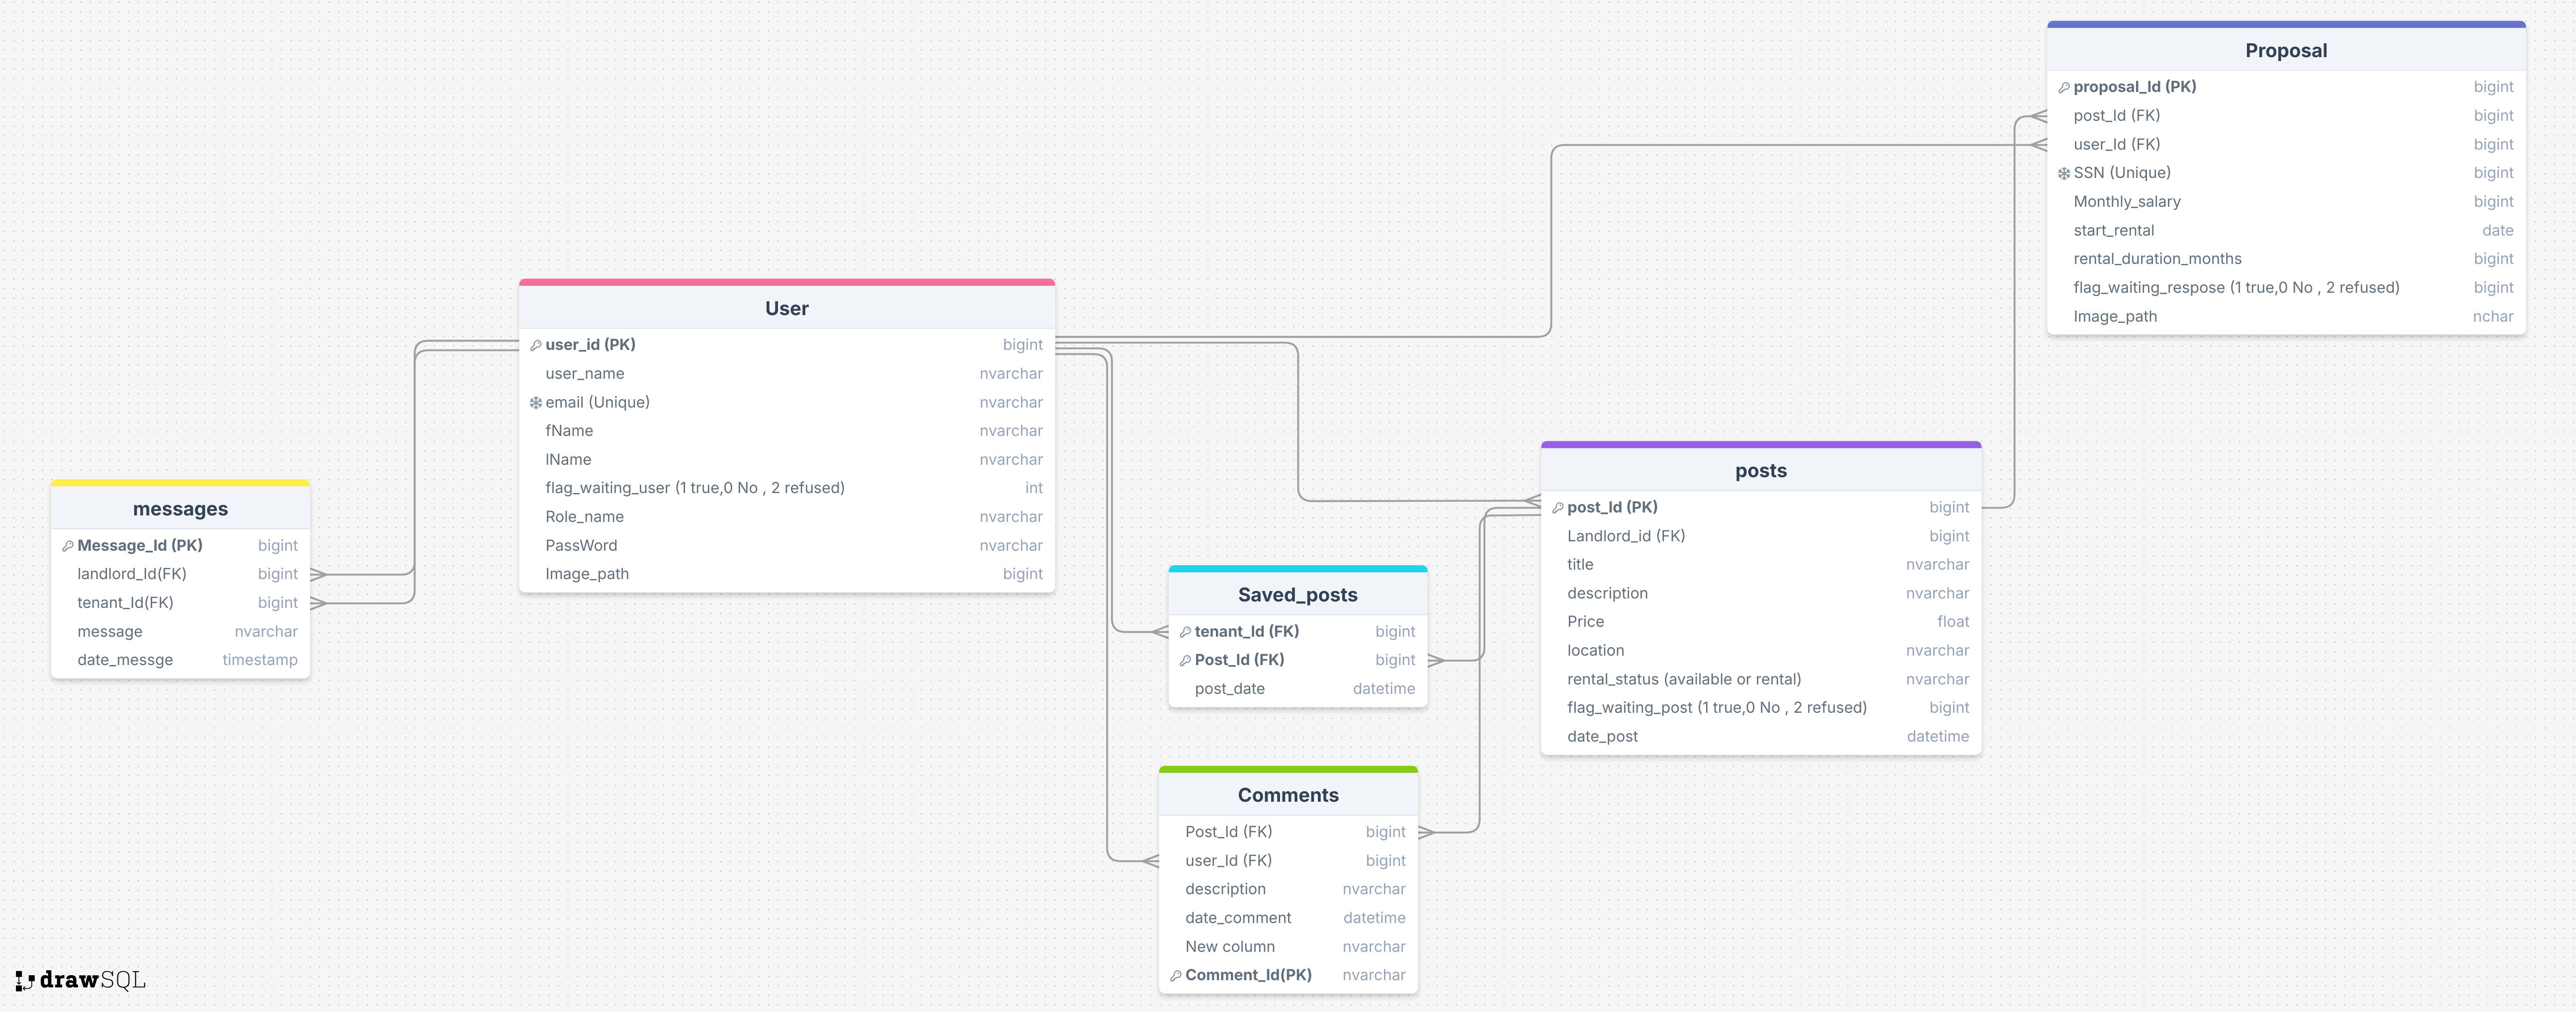 Proposal
proposal_Id (PK) bigint
post_Id (FK) bigint
user_Id (FK) bigint
SSN (Unique) bigint
Monthly_salary bigint
start_rental date
rental_duration_months bigint
flag_waiting_respose (1 true,0 No , 2 refused) bigint
Image_path nchar
User
user_id (PK) bigint
user_name nvarchar
email (Unique) nvarchar
fName nvarchar
lName nvarchar
flag_waiting_user (1 true,0 No , 2 refused) int
Role_name nvarchar
PassWord nvarchar
Image_path bigint
messages
Message_Id (PK) bigint
landlord_Id(FK) bigint
tenant_Id(FK) bigint
message nvarchar
date_messge timestamp
posts
post_Id (PK) bigint
Landlord_id (FK) bigint
title nvarchar
description nvarchar
Price float
location nvarchar
rental_status (available or rental) nvarchar
flag_waiting_post (1 true,0 No , 2 refused) bigint
date_post datetime
Saved_posts
tenant_Id (FK) bigint
Post_Id (FK) bigint
post_date datetime
Comments
Post_Id (FK) bigint
user_Id (FK) bigint
description nvarchar
date_comment datetime
New column nvarchar
Comment_Id(PK) nvarchar
drawSQL